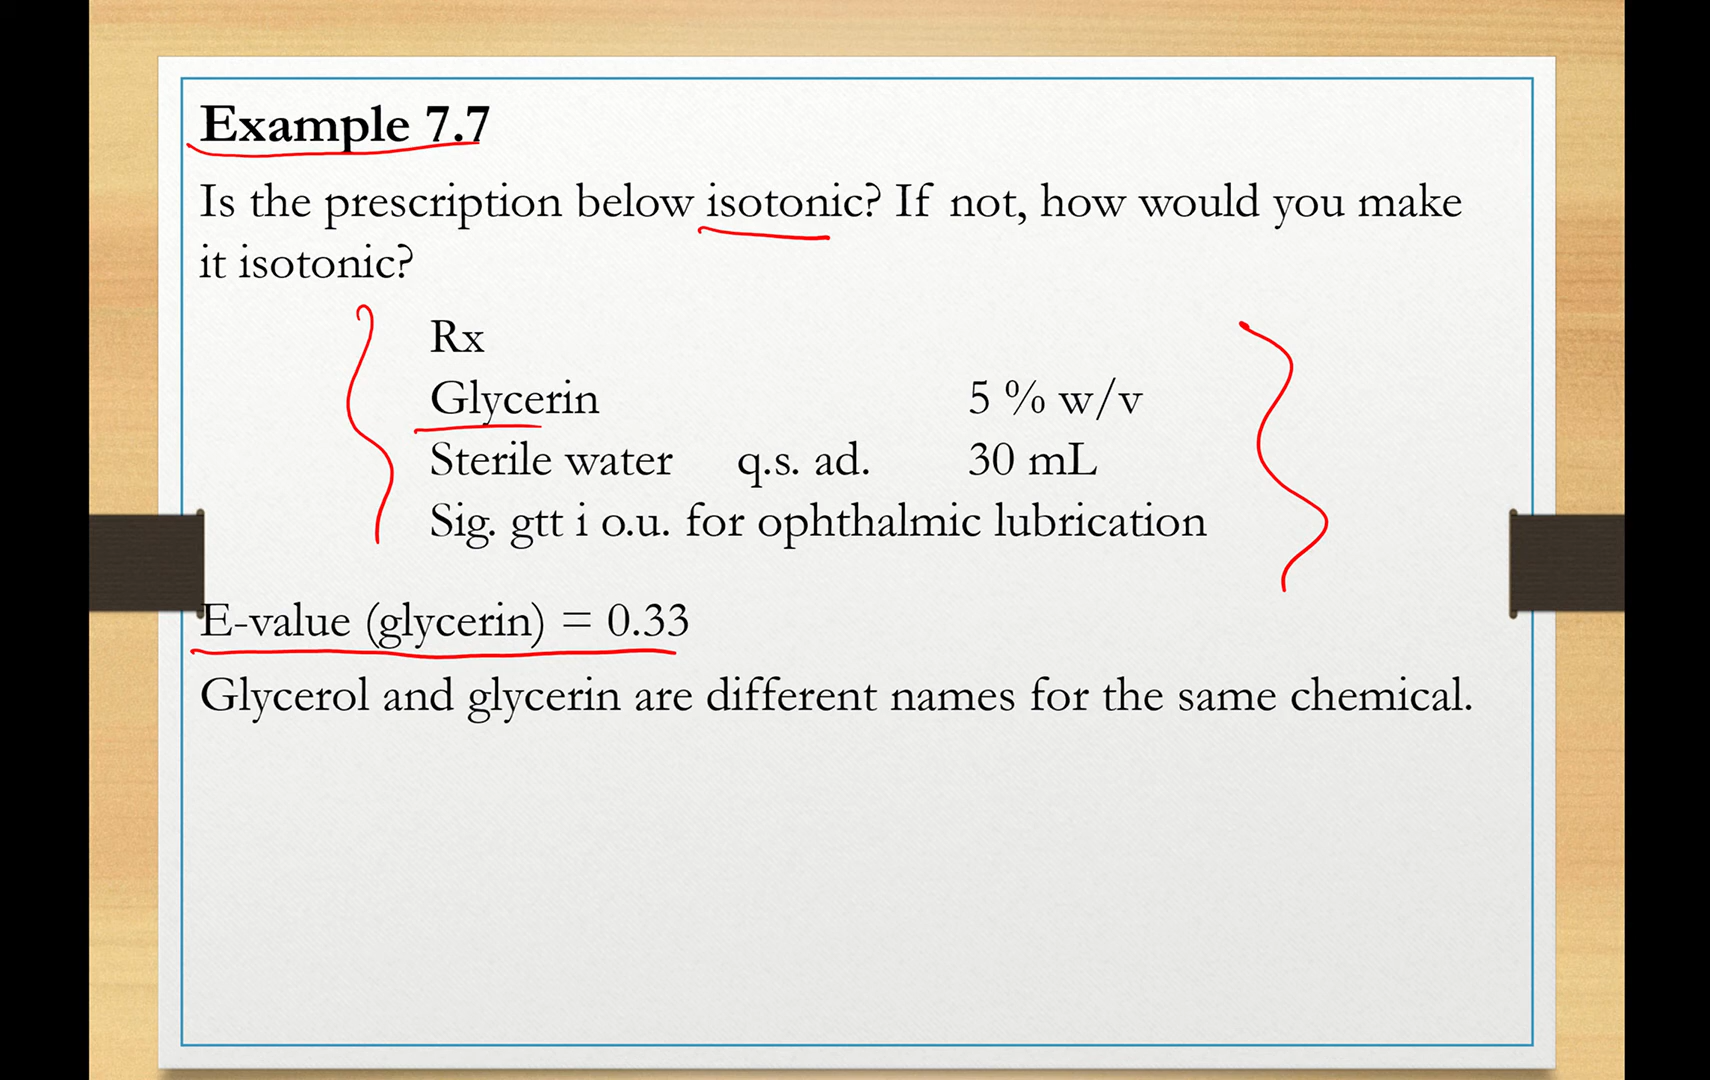 Example 7.7
Is the prescription below isotonic? If not, how would you make
it isotonic?
Rx
Glycerin 5 % w/v
Sterile water q.s. ad. 30 mL
Sig. gtt i o.u. for ophthalmic lubrication
E-value (glycerin) = 0.33
Glycerol and glycerin are different names for the same chemical.